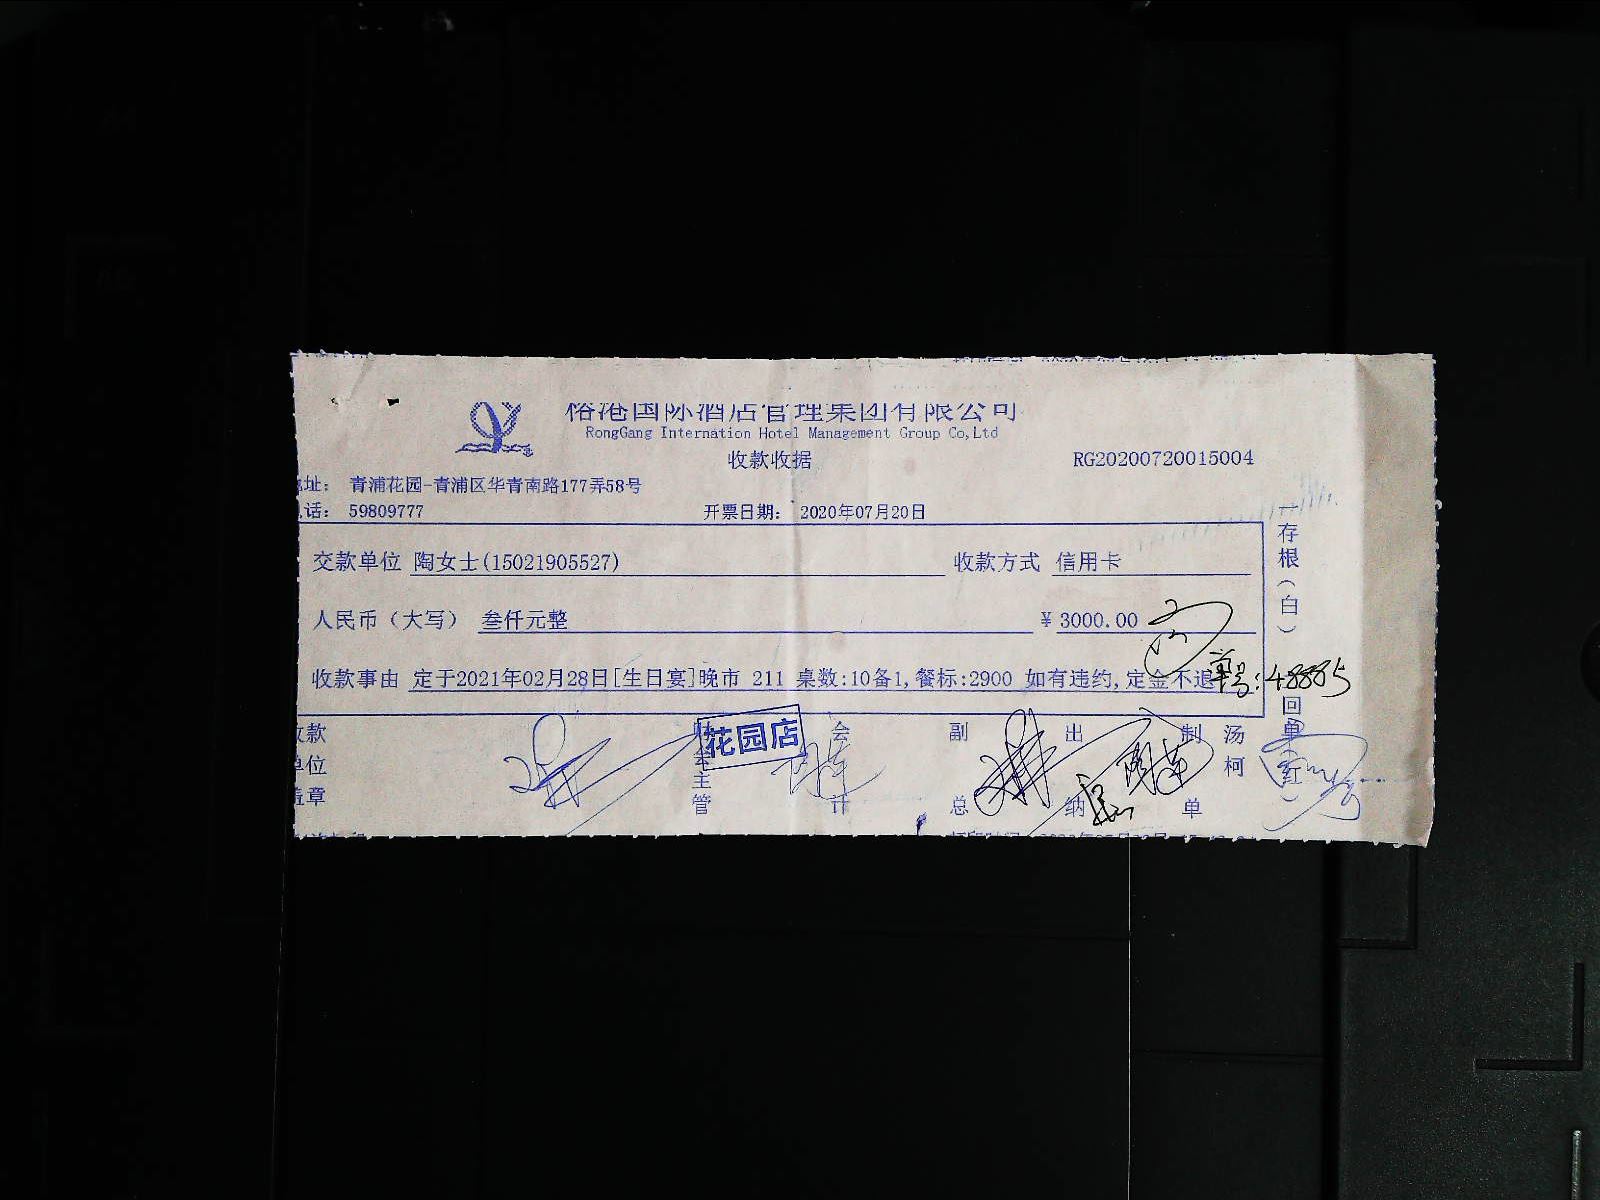 榕港国际酒店管理集团有限公司
RongGang Internation Hotel Management Group Co,Ltd
收款收据
RG20200720015004
址: 青浦花园-青浦区华青南路177弄58号
话: 59809777
开票日期: 2020年07月20日
交款单位 陶女士(15021905527)
收款方式 信用卡
人民币(大写) 叁仟元整
¥3000.00
收款事由 定于2021年02月28日[生日宴]晚市 211 桌数:10备1,餐标:2900 如有违约,定金不退
单号:48885
存根(白)
回单(红)
收款单位盖章
财会主管
花园店
会计
副总
出纳
制单
汤柯